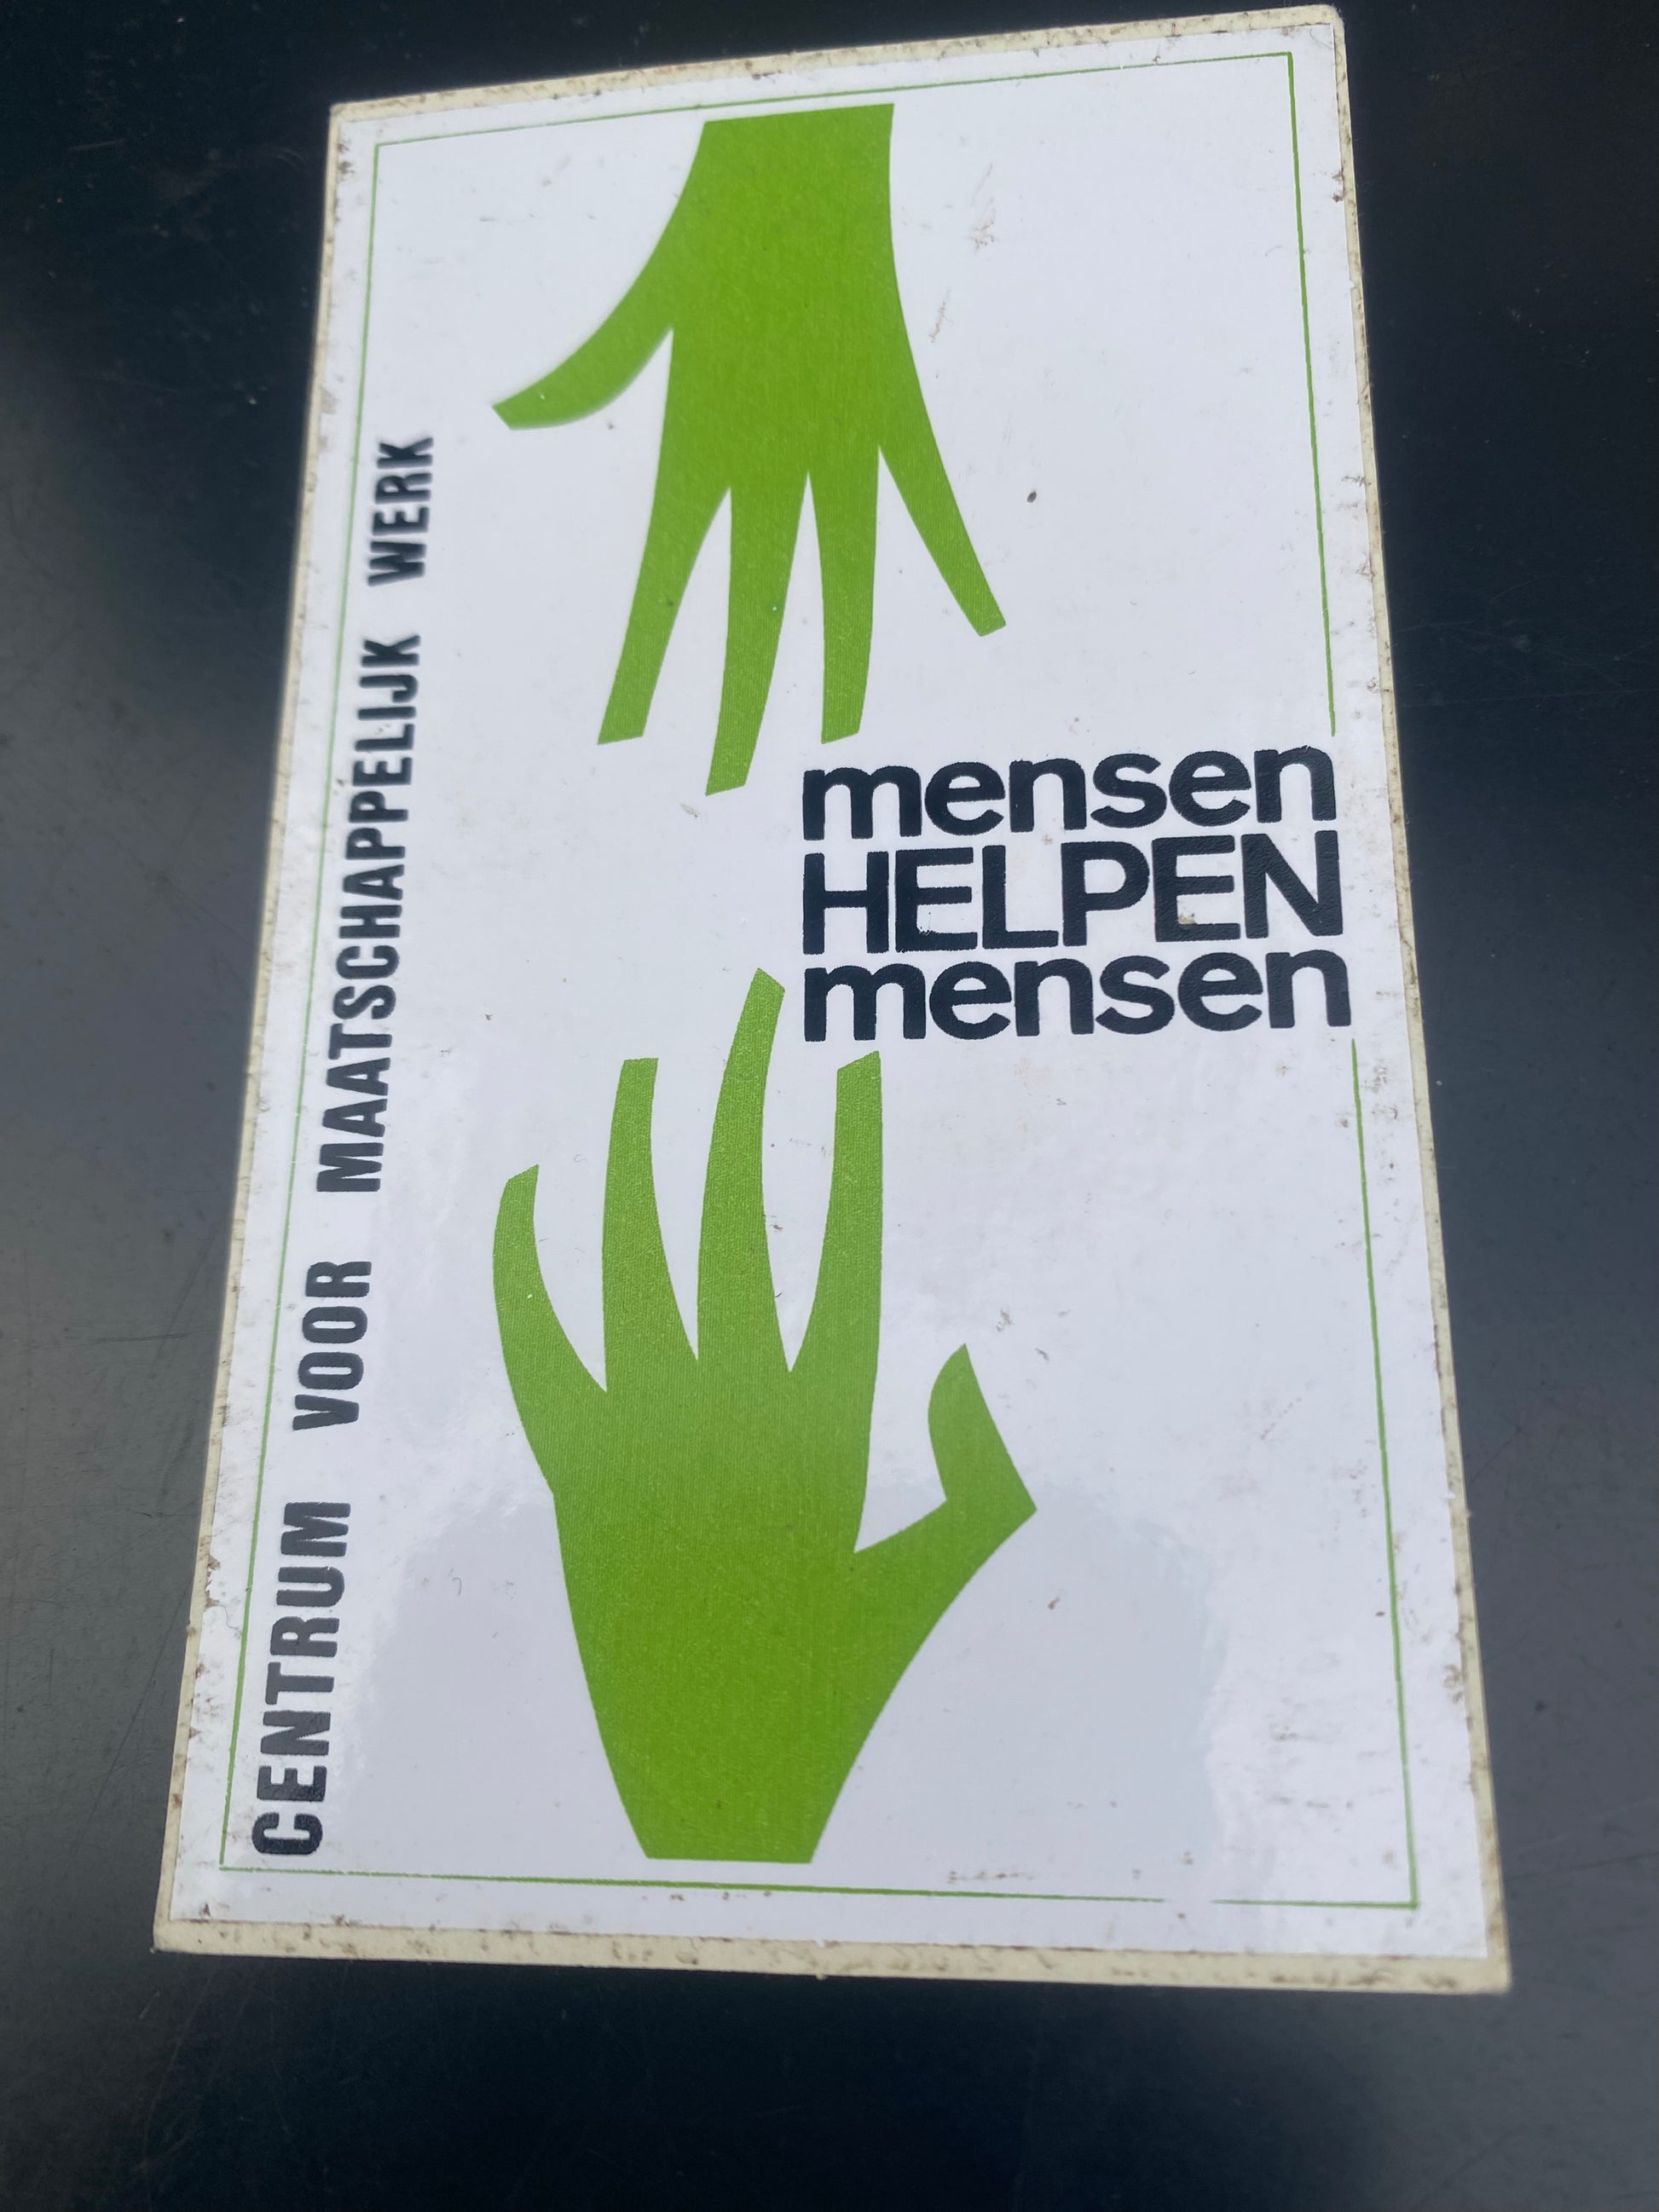 CENTRUM VOOR MAATSCHAPPELIJK WERK
mensen
HELPEN
mensen